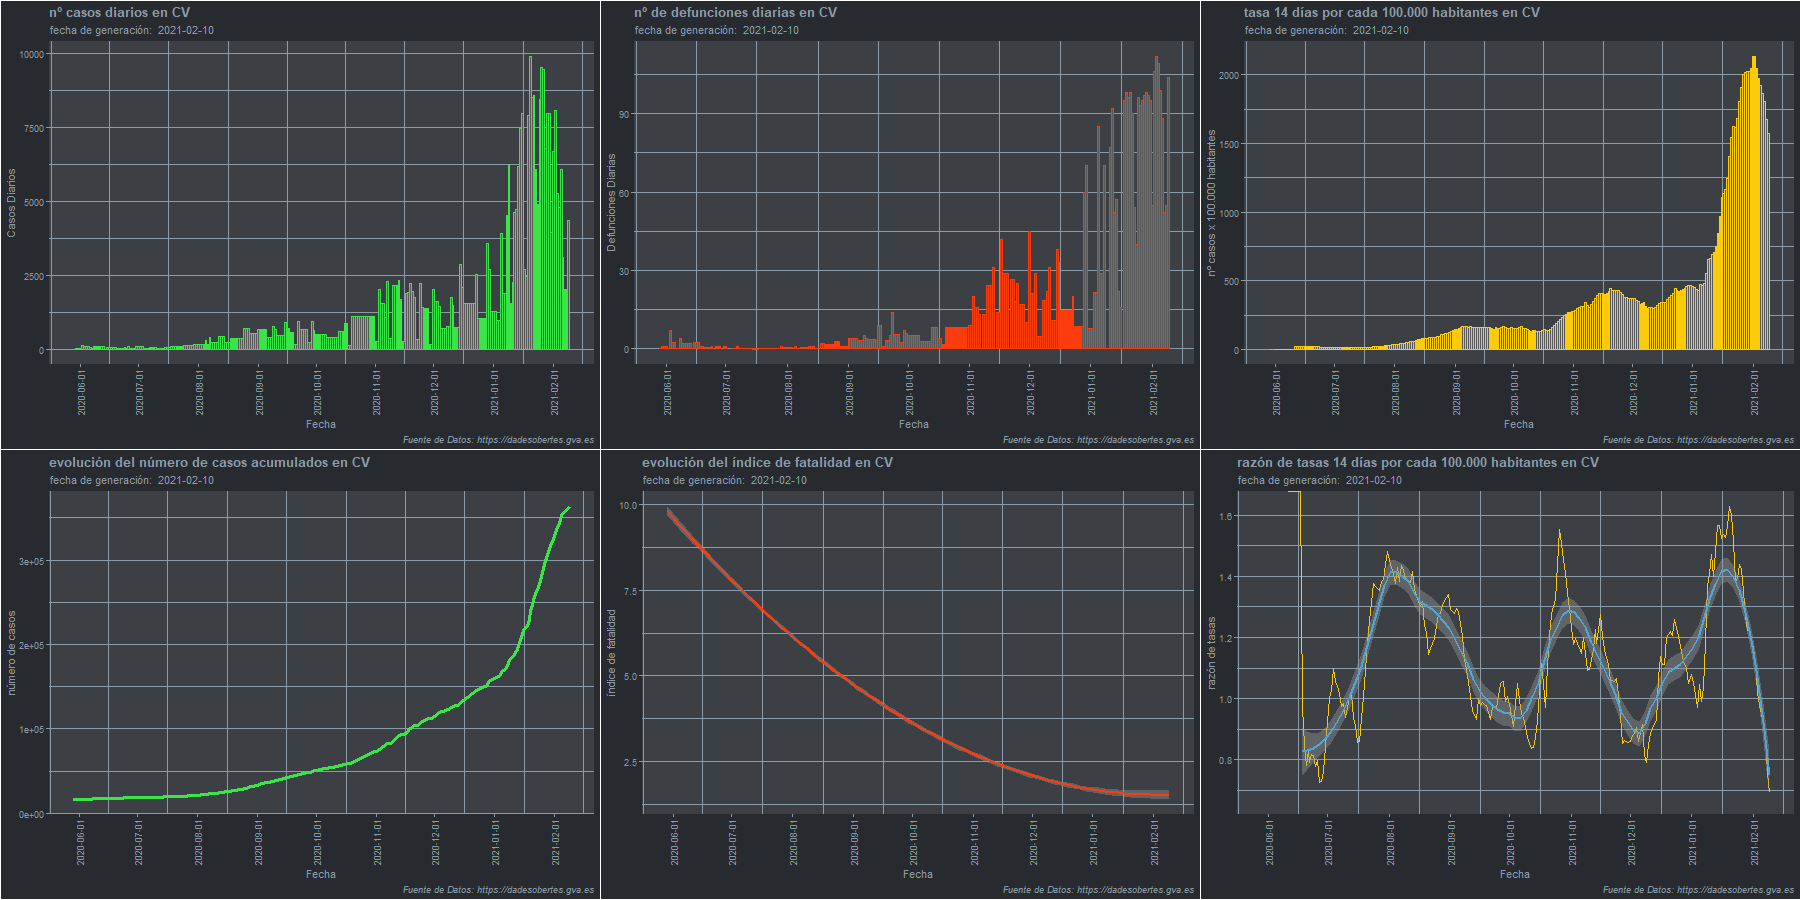 nº casos diarios en CV
fecha de generación: 2021-02-10
Casos Diarios
10000
7500
5000
2500
0
2020-06-01
2020-07-01
2020-08-01
2020-09-01
2020-10-01
2020-11-01
2020-12-01
2021-01-01
2021-02-01
Fecha
Fuente de Datos: https://dadesobertes.gva.es
nº de defunciones diarias en CV
fecha de generación: 2021-02-10
Defunciones Diarias
90
60
30
0
2020-06-01
2020-07-01
2020-08-01
2020-09-01
2020-10-01
2020-11-01
2020-12-01
2021-01-01
2021-02-01
Fecha
Fuente de Datos: https://dadesobertes.gva.es
tasa 14 días por cada 100.000 habitantes en CV
fecha de generación: 2021-02-10
nº casos x 100.000 habitantes
2000
1500
1000
500
0
2020-06-01
2020-07-01
2020-08-01
2020-09-01
2020-10-01
2020-11-01
2020-12-01
2021-01-01
2021-02-01
Fecha
Fuente de Datos: https://dadesobertes.gva.es
evolución del número de casos acumulados en CV
fecha de generación: 2021-02-10
número de casos
3e+05
2e+05
1e+05
0e+00
2020-06-01
2020-07-01
2020-08-01
2020-09-01
2020-10-01
2020-11-01
2020-12-01
2021-01-01
2021-02-01
Fecha
Fuente de Datos: https://dadesobertes.gva.es
evolución del índice de fatalidad en CV
fecha de generación: 2021-02-10
índice de fatalidad
10.0
7.5
5.0
2.5
2020-06-01
2020-07-01
2020-08-01
2020-09-01
2020-10-01
2020-11-01
2020-12-01
2021-01-01
2021-02-01
Fecha
Fuente de Datos: https://dadesobertes.gva.es
razón de tasas 14 días por cada 100.000 habitantes en CV
fecha de generación: 2021-02-10
razón de tasas
1.6
1.4
1.2
1.0
0.8
2020-06-01
2020-07-01
2020-08-01
2020-09-01
2020-10-01
2020-11-01
2020-12-01
2021-01-01
2021-02-01
Fecha
Fuente de Datos: https://dadesobertes.gva.es